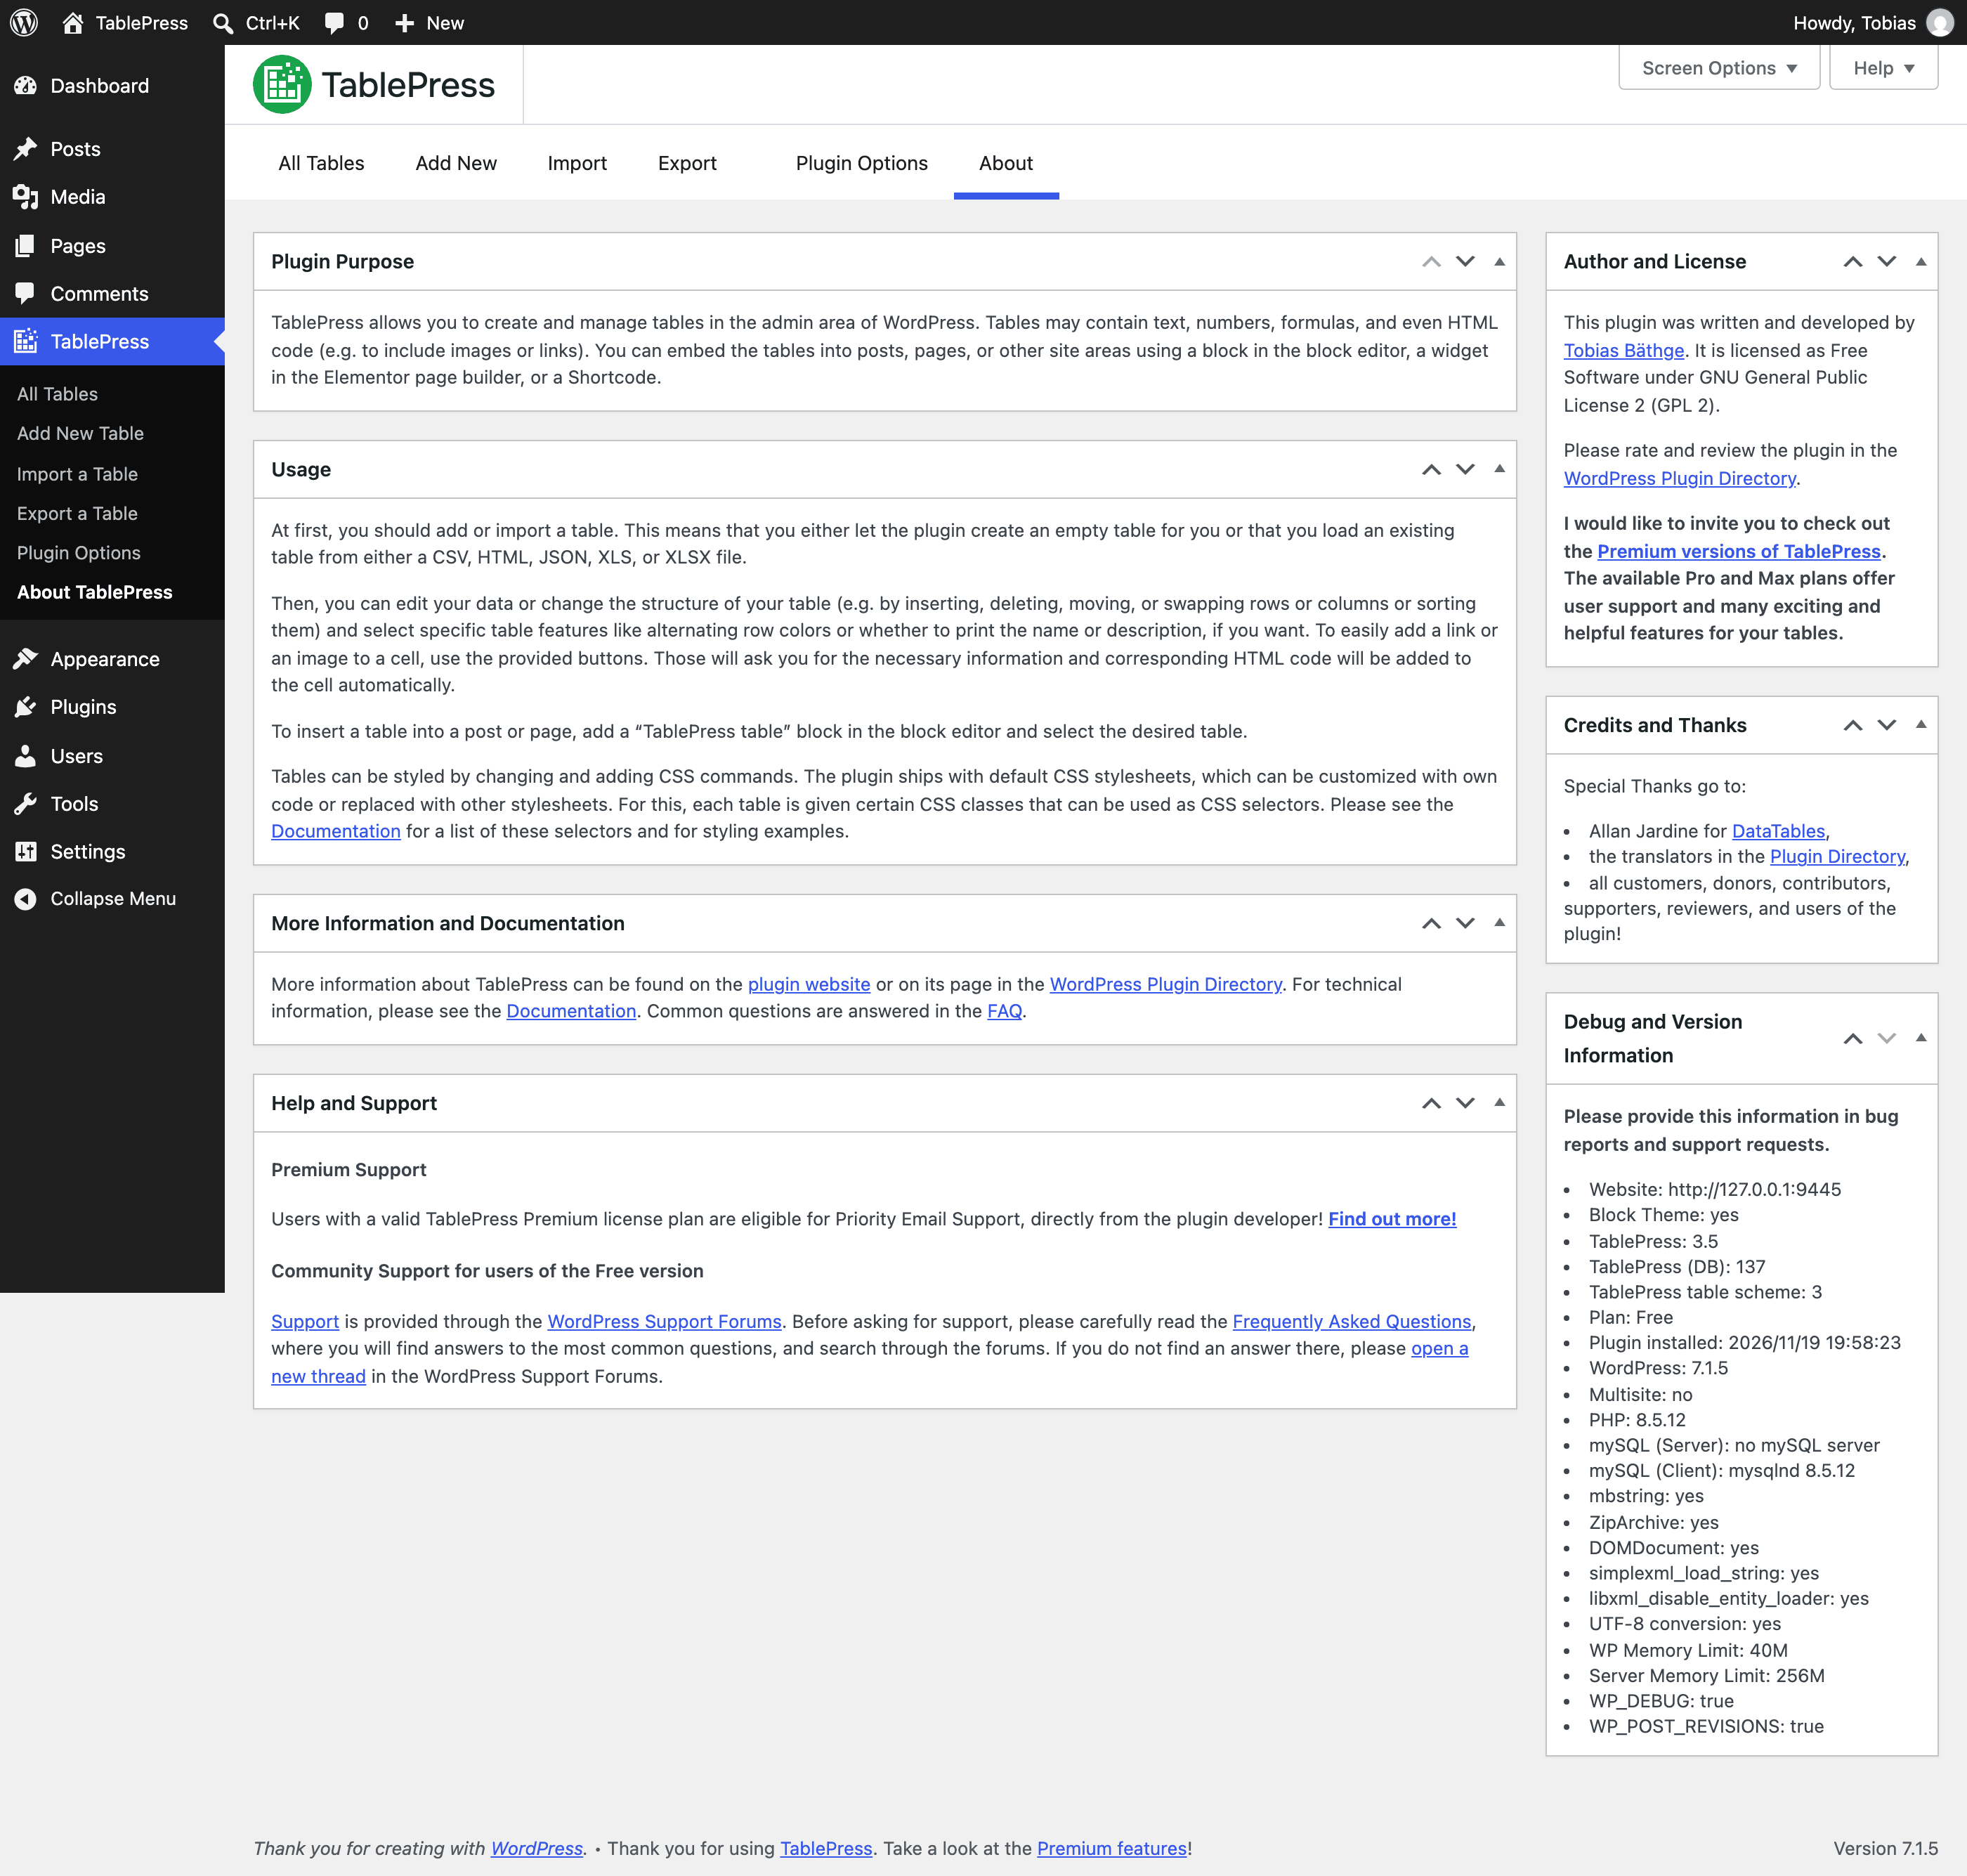 TablePress
Ctrl+K
0
New
Howdy, Tobias
Dashboard
Posts
Media
Pages
Comments
TablePress
All Tables
Add New Table
Import a Table
Export a Table
Plugin Options
About TablePress
Appearance
Plugins
Users
Tools
Settings
Collapse Menu
TablePress
Screen Options
Help
All Tables
Add New
Import
Export
Plugin Options
About
Plugin Purpose
TablePress allows you to create and manage tables in the admin area of WordPress. Tables may contain text, numbers, formulas, and even HTML
code (e.g. to include images or links). You can embed the tables into posts, pages, or other site areas using a block in the block editor, a widget
in the Elementor page builder, or a Shortcode.
Usage
At first, you should add or import a table. This means that you either let the plugin create an empty table for you or that you load an existing
table from either a CSV, HTML, JSON, XLS, or XLSX file.
Then, you can edit your data or change the structure of your table (e.g. by inserting, deleting, moving, or swapping rows or columns or sorting
them) and select specific table features like alternating row colors or whether to print the name or description, if you want. To easily add a link or
an image to a cell, use the provided buttons. Those will ask you for the necessary information and corresponding HTML code will be added to
the cell automatically.
To insert a table into a post or page, add a “TablePress table” block in the block editor and select the desired table.
Tables can be styled by changing and adding CSS commands. The plugin ships with default CSS stylesheets, which can be customized with own
code or replaced with other stylesheets. For this, each table is given certain CSS classes that can be used as CSS selectors. Please see the
Documentation for a list of these selectors and for styling examples.
More Information and Documentation
More information about TablePress can be found on the plugin website or on its page in the WordPress Plugin Directory. For technical
information, please see the Documentation. Common questions are answered in the FAQ.
Help and Support
Premium Support
Users with a valid TablePress Premium license plan are eligible for Priority Email Support, directly from the plugin developer! Find out more!
Community Support for users of the Free version
Support is provided through the WordPress Support Forums. Before asking for support, please carefully read the Frequently Asked Questions,
where you will find answers to the most common questions, and search through the forums. If you do not find an answer there, please open a
new thread in the WordPress Support Forums.
Author and License
This plugin was written and developed by
Tobias Bäthge. It is licensed as Free
Software under GNU General Public
License 2 (GPL 2).
Please rate and review the plugin in the
WordPress Plugin Directory.
I would like to invite you to check out
the Premium versions of TablePress.
The available Pro and Max plans offer
user support and many exciting and
helpful features for your tables.
Credits and Thanks
Special Thanks go to:
• Allan Jardine for DataTables,
• the translators in the Plugin Directory,
• all customers, donors, contributors,
supporters, reviewers, and users of the
plugin!
Debug and Version
Information
Please provide this information in bug
reports and support requests.
• Website: http://127.0.0.1:9445
• Block Theme: yes
• TablePress: 3.5
• TablePress (DB): 137
• TablePress table scheme: 3
• Plan: Free
• Plugin installed: 2026/11/19 19:58:23
• WordPress: 7.1.5
• Multisite: no
• PHP: 8.5.12
• mySQL (Server): no mySQL server
• mySQL (Client): mysqlnd 8.5.12
• mbstring: yes
• ZipArchive: yes
• DOMDocument: yes
• simplexml_load_string: yes
• libxml_disable_entity_loader: yes
• UTF-8 conversion: yes
• WP Memory Limit: 40M
• Server Memory Limit: 256M
• WP_DEBUG: true
• WP_POST_REVISIONS: true
Thank you for creating with WordPress. • Thank you for using TablePress. Take a look at the Premium features!
Version 7.1.5